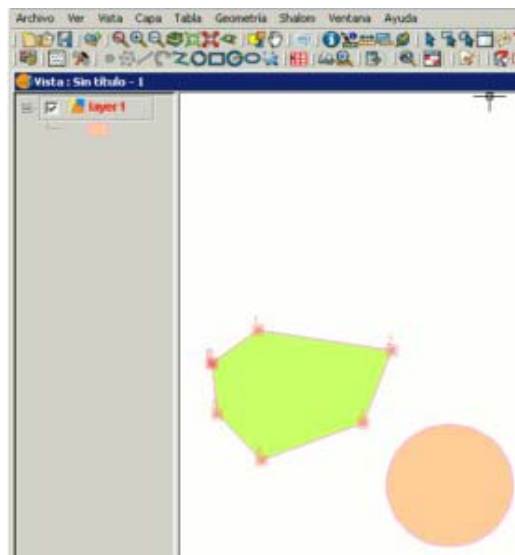 Archivo Ver Vista Capa Tabla Geometría Shalom Ventana Ayuda
Vista : Sin título - 1
layer 1